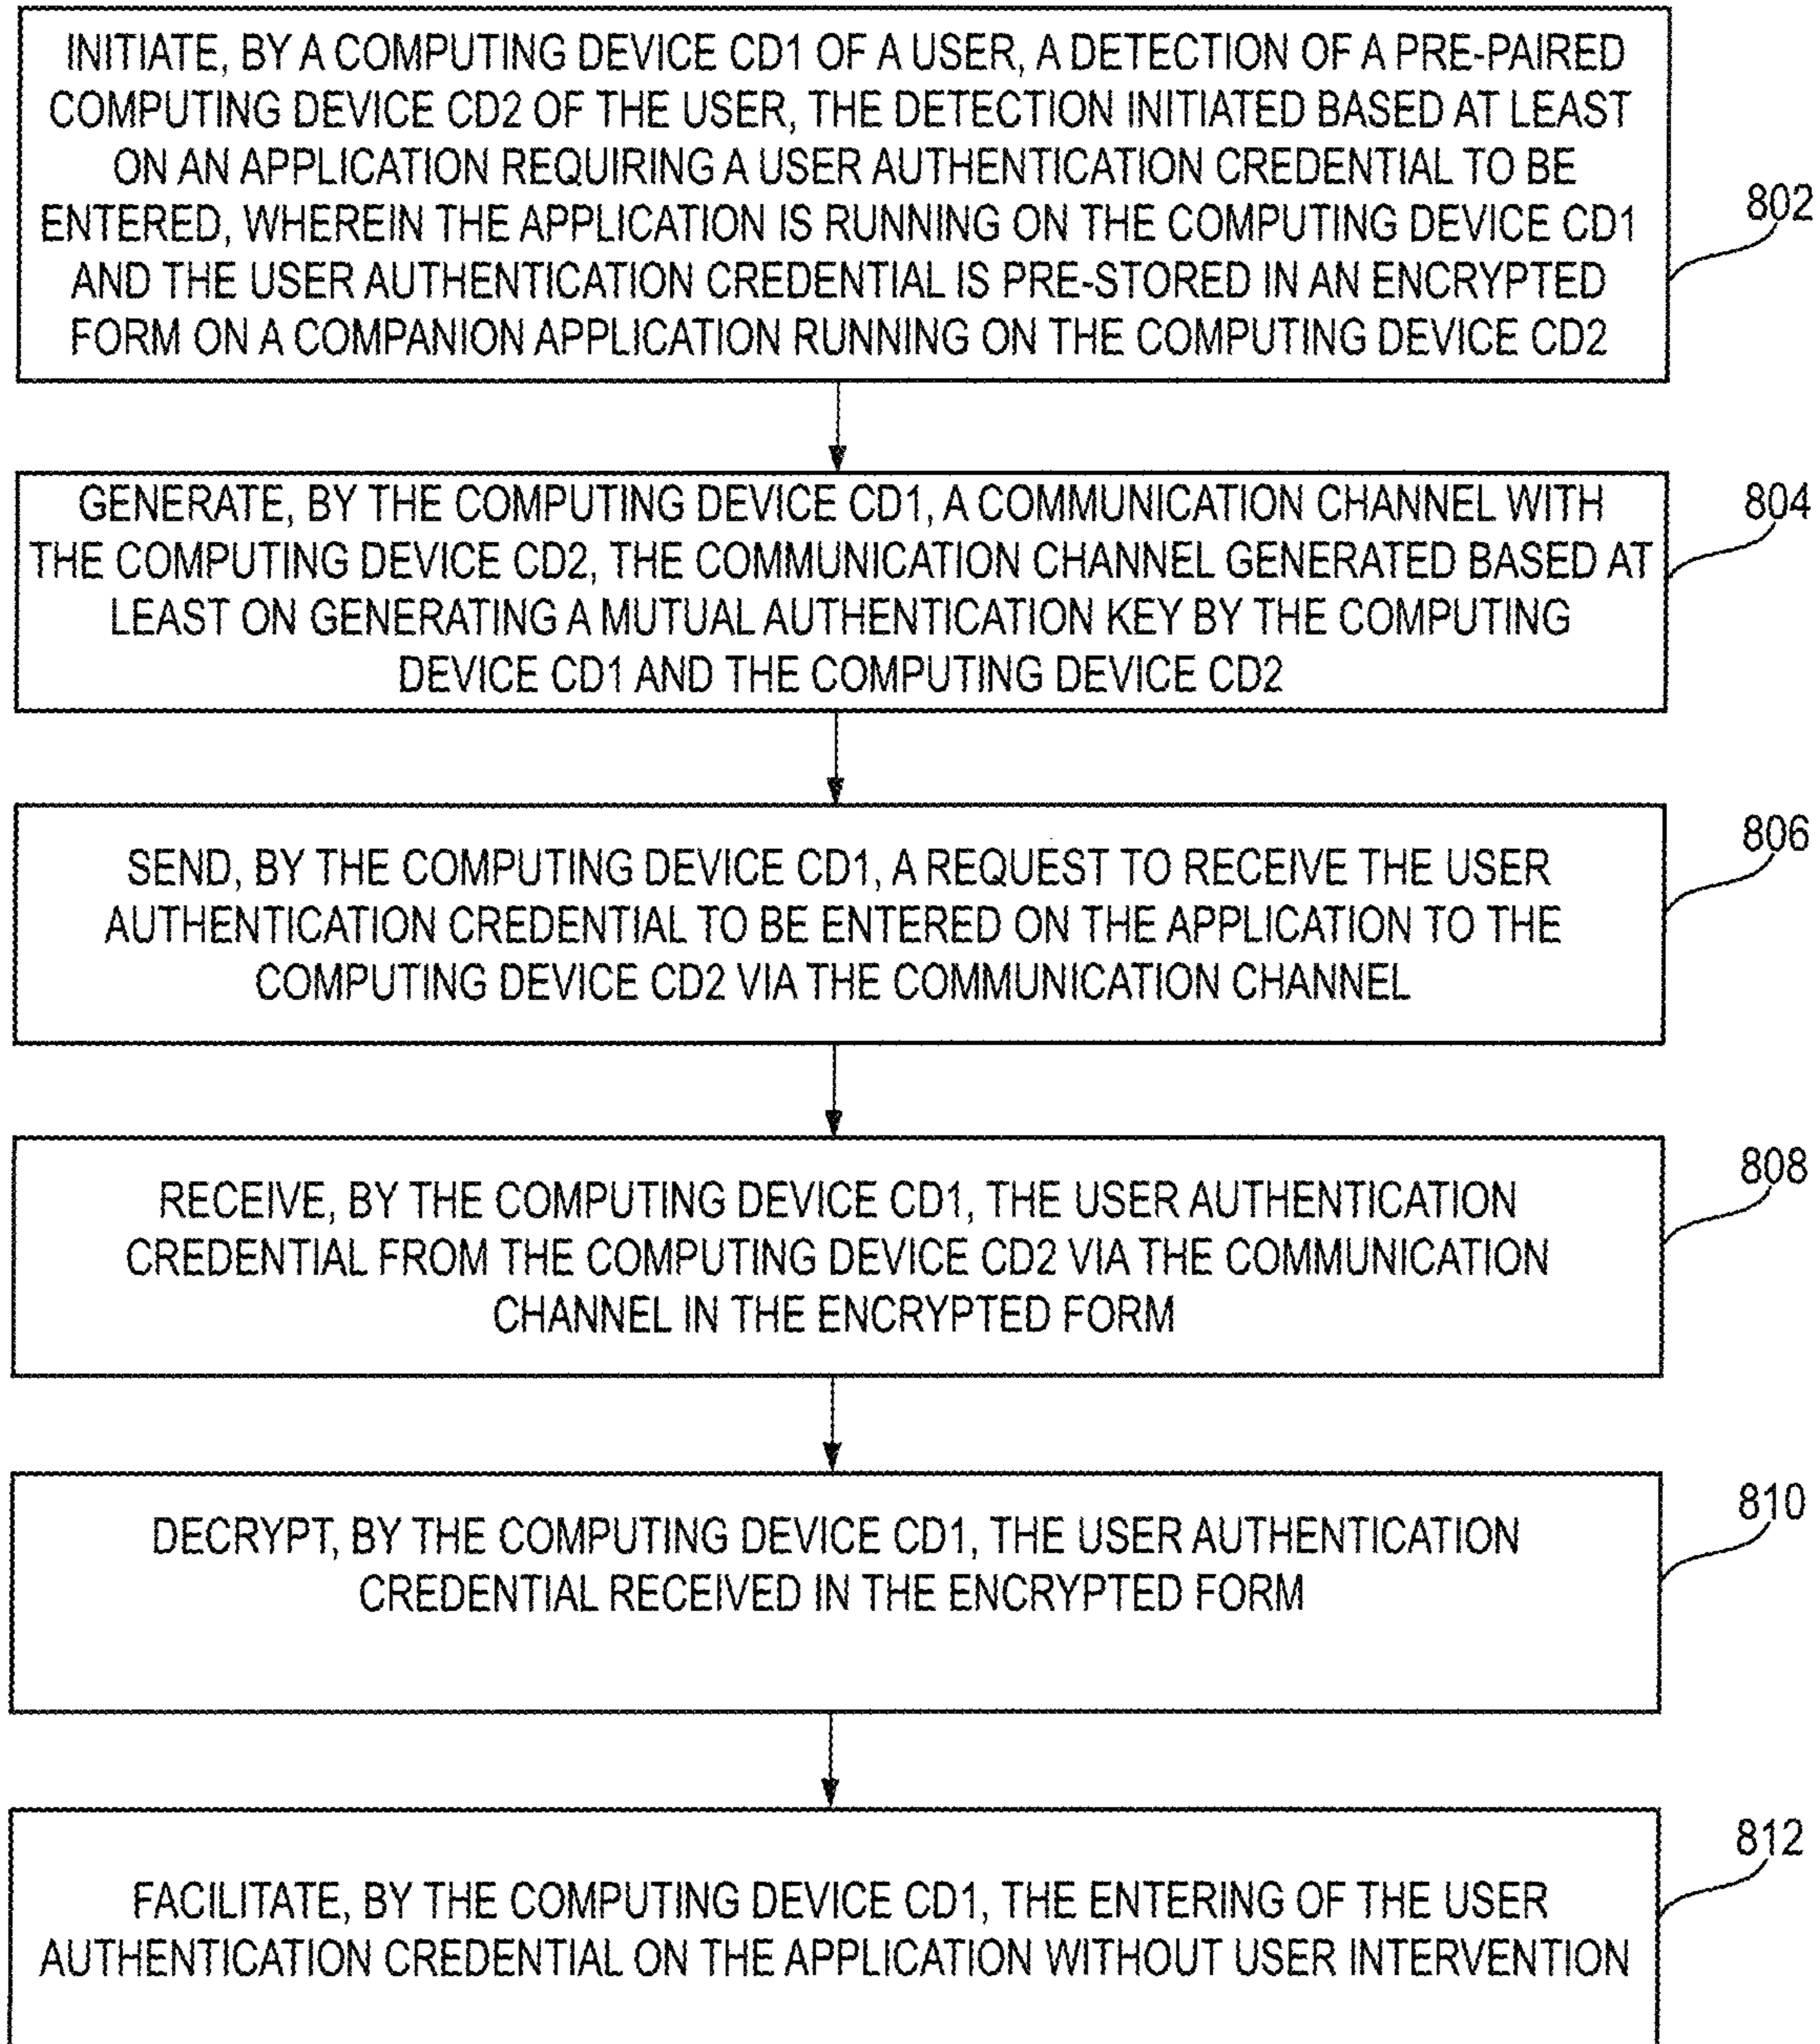 INITIATE, BY A COMPUTING DEVICE CD1 OF A USER, A DETECTION OF A PRE-PAIRED
COMPUTING DEVICE CD2 OF THE USER, THE DETECTION INITIATED BASED AT LEAST
ON AN APPLICATION REQUIRING A USER AUTHENTICATION CREDENTIAL TO BE
ENTERED, WHEREIN THE APPLICATION IS RUNNING ON THE COMPUTING DEVICE CD1
AND THE USER AUTHENTICATION CREDENTIAL IS PRE-STORED IN AN ENCRYPTED
FORM ON A COMPANION APPLICATION RUNNING ON THE COMPUTING DEVICE CD2
802
GENERATE, BY THE COMPUTING DEVICE CD1, A COMMUNICATION CHANNEL WITH
THE COMPUTING DEVICE CD2, THE COMMUNICATION CHANNEL GENERATED BASED AT
LEAST ON GENERATING A MUTUAL AUTHENTICATION KEY BY THE COMPUTING
DEVICE CD1 AND THE COMPUTING DEVICE CD2
804
SEND, BY THE COMPUTING DEVICE CD1, A REQUEST TO RECEIVE THE USER
AUTHENTICATION CREDENTIAL TO BE ENTERED ON THE APPLICATION TO THE
COMPUTING DEVICE CD2 VIA THE COMMUNICATION CHANNEL
806
RECEIVE, BY THE COMPUTING DEVICE CD1, THE USER AUTHENTICATION
CREDENTIAL FROM THE COMPUTING DEVICE CD2 VIA THE COMMUNICATION
CHANNEL IN THE ENCRYPTED FORM
808
DECRYPT, BY THE COMPUTING DEVICE CD1, THE USER AUTHENTICATION
CREDENTIAL RECEIVED IN THE ENCRYPTED FORM
810
FACILITATE, BY THE COMPUTING DEVICE CD1, THE ENTERING OF THE USER
AUTHENTICATION CREDENTIAL ON THE APPLICATION WITHOUT USER INTERVENTION
812